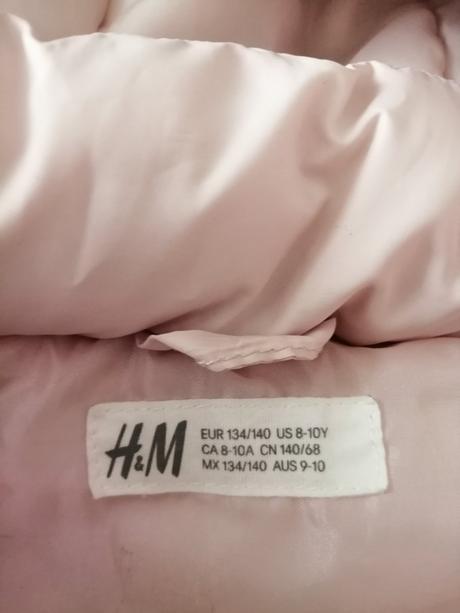 H&M
EUR 134/140 US 8-10Y
CA 8-10A CN 140/68
MX 134/140 AUS 9-10